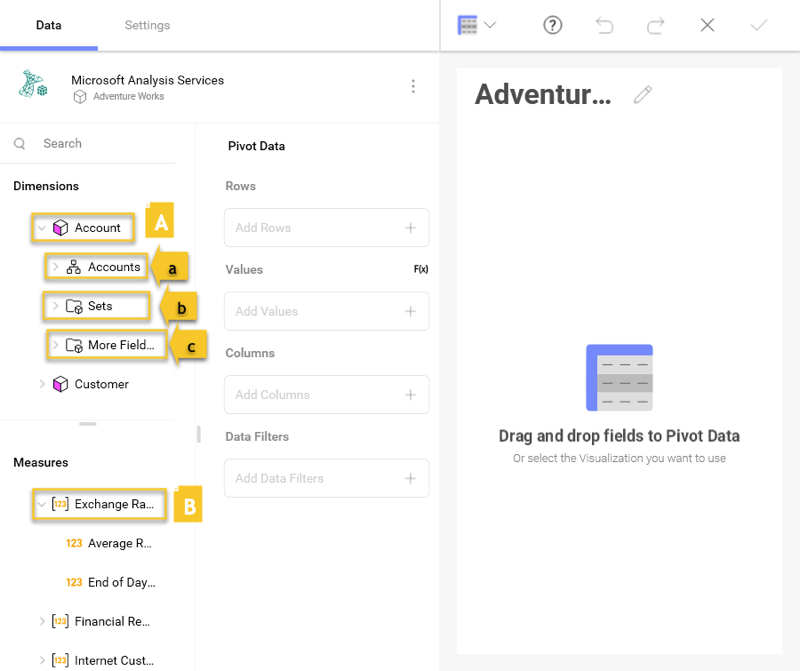 Data
Settings
Microsoft Analysis Services
Adventure Works
Search
Dimensions
Account
A
Accounts
a
Sets
b
More Field...
c
Customer
Measures
Exchange Ra...
B
123
Average R...
123
End of Day...
123
Financial Re...
123
Internet Cust...
123
Pivot Data
Rows
Add Rows
Values
F(x)
Add Values
Columns
Add Columns
Data Filters
Add Data Filters
?
Adventur...
Drag and drop fields to Pivot Data
Or select the Visualization you want to use